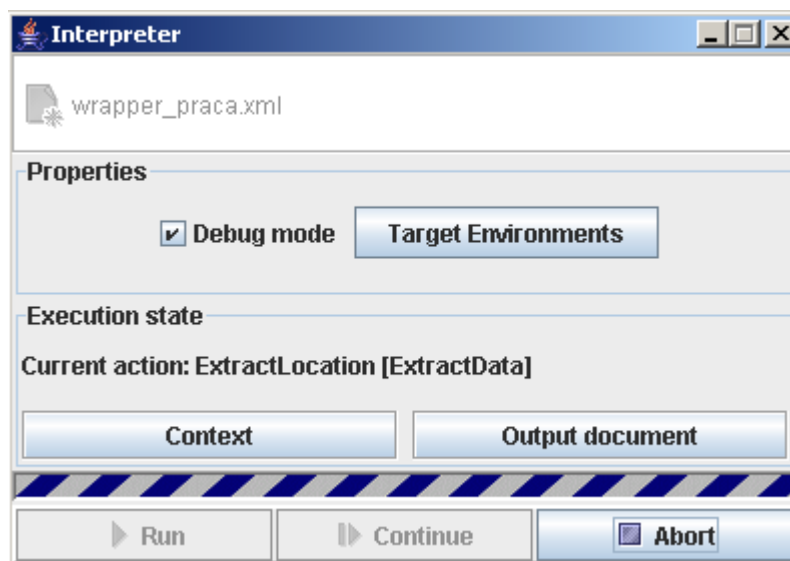 Interpreter
wrapper_praca.xml
Properties
Debug mode
Target Environments
Execution state
Current action: ExtractLocation [ExtractData]
Context
Output document
Run
Continue
Abort